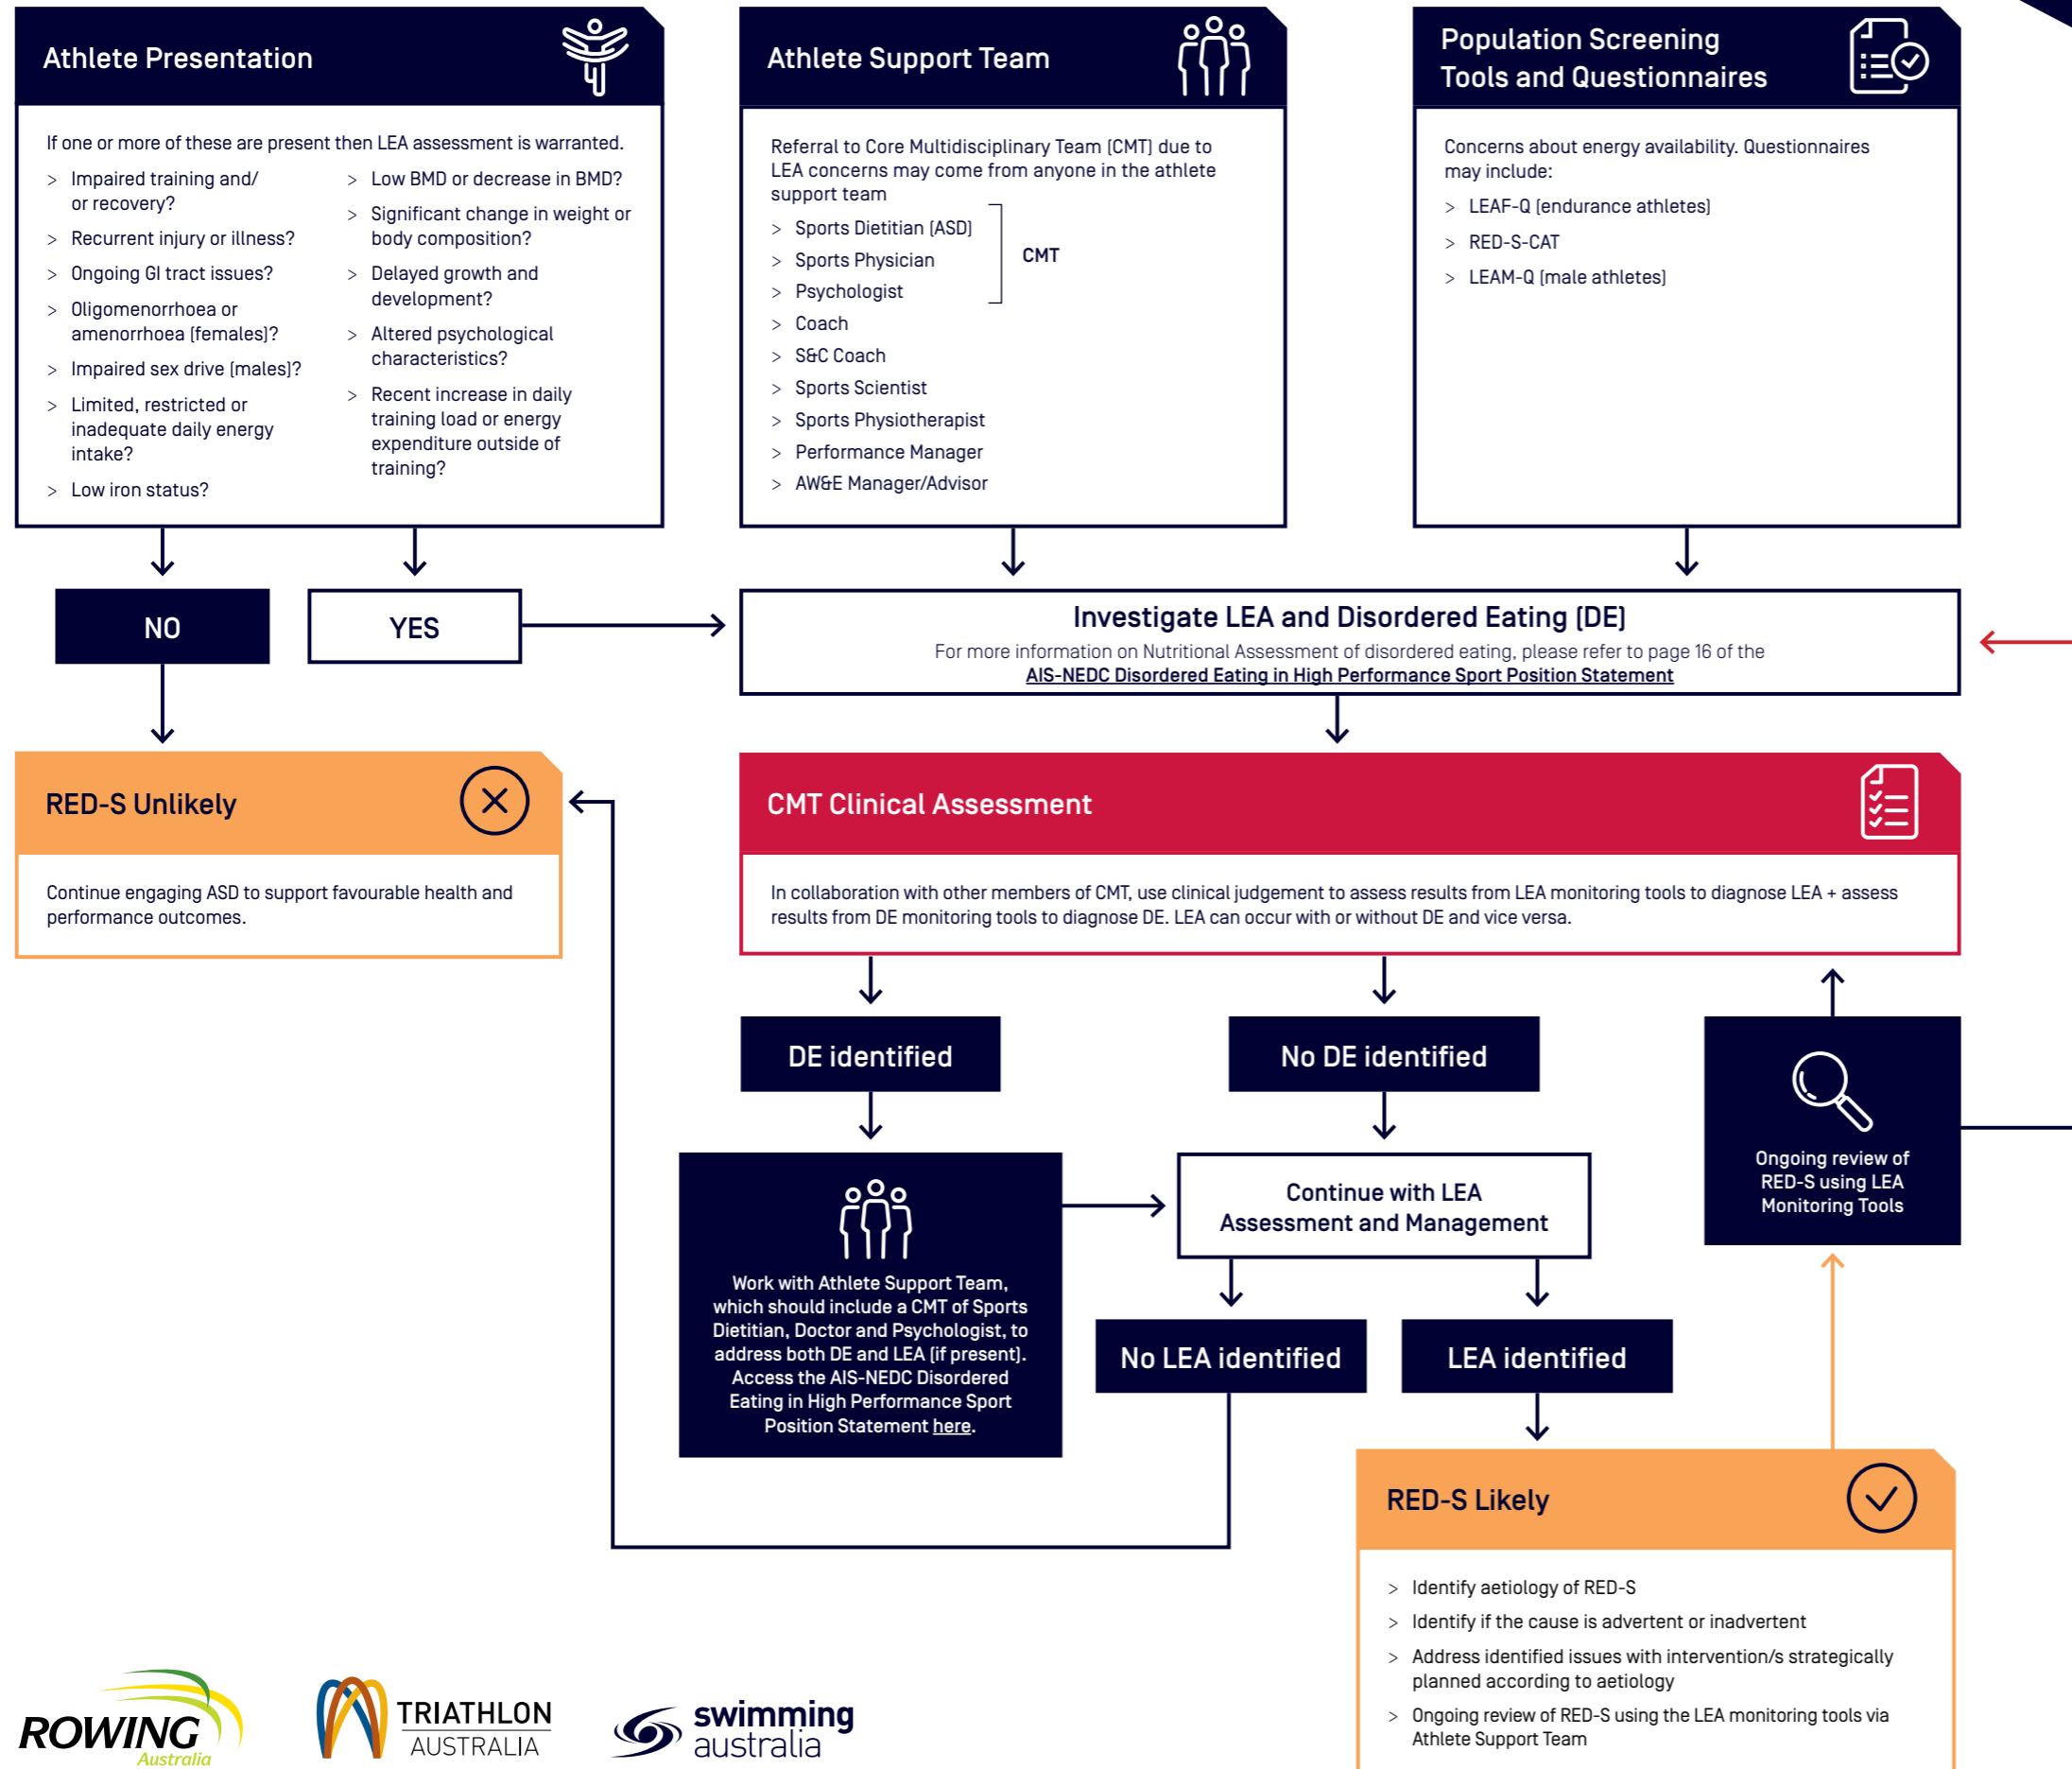 Athlete Presentation
If one or more of these are present then LEA assessment is warranted.
> Impaired training and/
or recovery?
> Recurrent injury or illness?
> Ongoing GI tract issues?
> Oligomenorrhoea or
amenorrhoea (females)?
> Impaired sex drive (males)?
> Limited, restricted or
inadequate daily energy
intake?
> Low iron status?
> Low BMD or decrease in BMD?
> Significant change in weight or
body composition?
> Delayed growth and
development?
> Altered psychological
characteristics?
> Recent increase in daily
training load or energy
expenditure outside of
training?
Athlete Support Team
Referral to Core Multidisciplinary Team (CMT) due to
LEA concerns may come from anyone in the athlete
support team
> Sports Dietitian (ASD)
> Sports Physician
> Psychologist
CMT
> Coach
> S&C Coach
> Sports Scientist
> Sports Physiotherapist
> Performance Manager
> AW&E Manager/Advisor
Population Screening
Tools and Questionnaires
Concerns about energy availability. Questionnaires
may include:
> LEAF-Q (endurance athletes)
> RED-S-CAT
> LEAM-Q (male athletes)
NO
YES
Investigate LEA and Disordered Eating (DE)
For more information on Nutritional Assessment of disordered eating, please refer to page 16 of the
AIS-NEDC Disordered Eating in High Performance Sport Position Statement
RED-S Unlikely
Continue engaging ASD to support favourable health and
performance outcomes.
CMT Clinical Assessment
In collaboration with other members of CMT, use clinical judgement to assess results from LEA monitoring tools to diagnose LEA + assess
results from DE monitoring tools to diagnose DE. LEA can occur with or without DE and vice versa.
DE identified
No DE identified
Work with Athlete Support Team,
which should include a CMT of Sports
Dietitian, Doctor and Psychologist, to
address both DE and LEA (if present).
Access the AIS-NEDC Disordered
Eating in High Performance Sport
Position Statement here.
Continue with LEA
Assessment and Management
Ongoing review of
RED-S using LEA
Monitoring Tools
No LEA identified
LEA identified
RED-S Likely
> Identify aetiology of RED-S
> Identify if the cause is advertent or inadvertent
> Address identified issues with intervention/s strategically
planned according to aetiology
> Ongoing review of RED-S using the LEA monitoring tools via
Athlete Support Team
ROWING
Australia
TRIATHLON
AUSTRALIA
swimming
australia